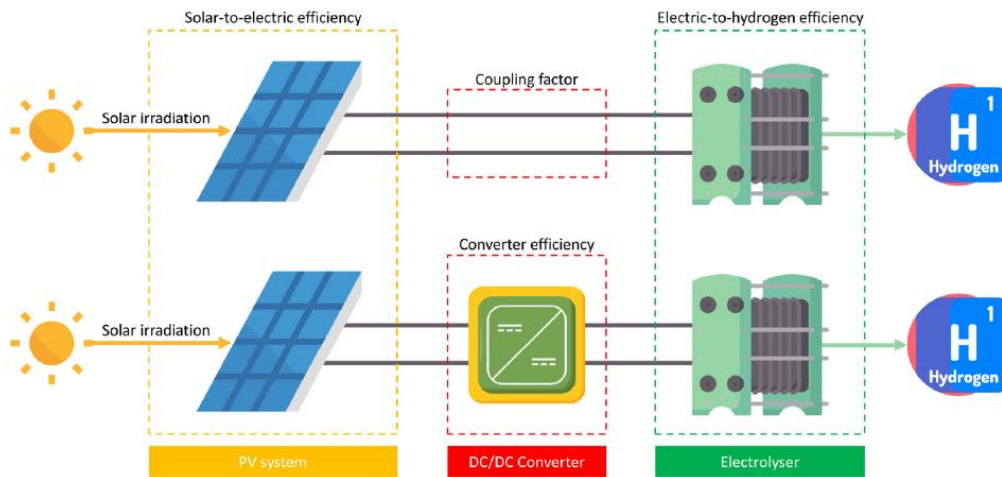 Solar-to-electric efficiency
Electric-to-hydrogen efficiency
Coupling factor
Solar irradiation
1
H
Hydrogen
Converter efficiency
Solar irradiation
1
H
Hydrogen
PV system
DC/DC Converter
Electrolyser